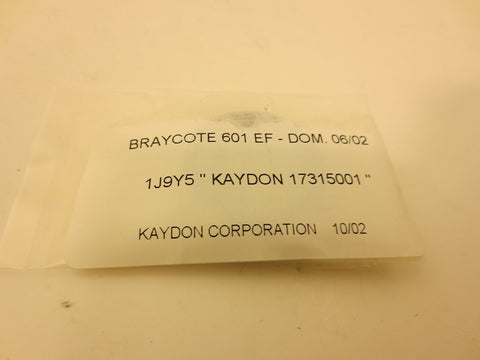 BRAYCOTE 601 EF - DOM. 06/02
1J9Y5 " KAYDON 17315001 "
KAYDON CORPORATION 10/02